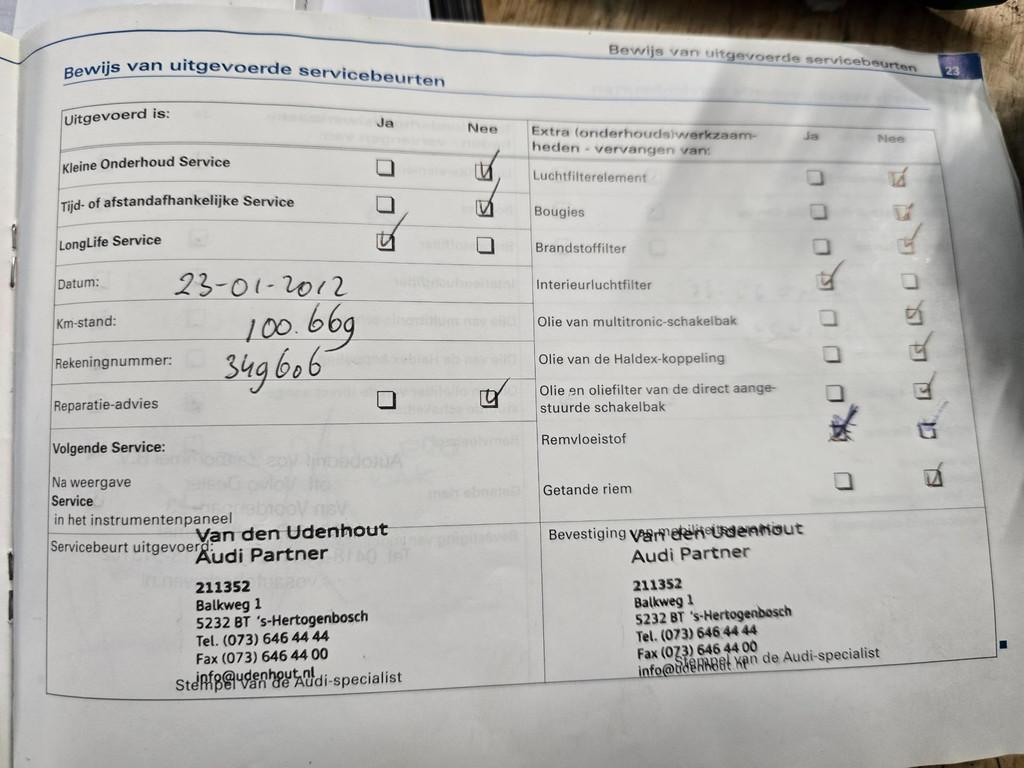 Bewijs van uitgevoerde servicebeurten
23
Bewijs van uitgevoerde servicebeurten
Uitgevoerd is:
Ja
Nee
Kleine Onderhoud Service
Tijd- of afstandafhankelijke Service
LongLife Service
Datum: 23-01-2012
Km-stand: 100.669
Rekeningnummer: 349606
Reparatie-advies
Volgende Service:
Na weergave
Service
in het instrumentenpaneel
Servicebeurt uitgevoerd:
Van den Udenhout
Audi Partner
211352
Balkweg 1
5232 BT 's-Hertogenbosch
Tel. (073) 646 44 44
Fax (073) 646 44 00
info@udenhout.nl
Stempel van de Audi-specialist
Extra (onderhouds)werkzaam-
heden - vervangen van:
Ja
Nee
Luchtfilterelement
Bougies
Brandstoffilter
Interieurluchtfilter
Olie van multitronic-schakelbak
Olie van de Haldex-koppeling
Olie en oliefilter van de direct aange-
stuurde schakelbak
Remvloeistof
Getande riem
Bevestiging van mobiliteitsgarantie
Van den Udenhout
Audi Partner
211352
Balkweg 1
5232 BT 's-Hertogenbosch
Tel. (073) 646 44 44
Fax (073) 646 44 00
info@udenhout.nl
Stempel van de Audi-specialist